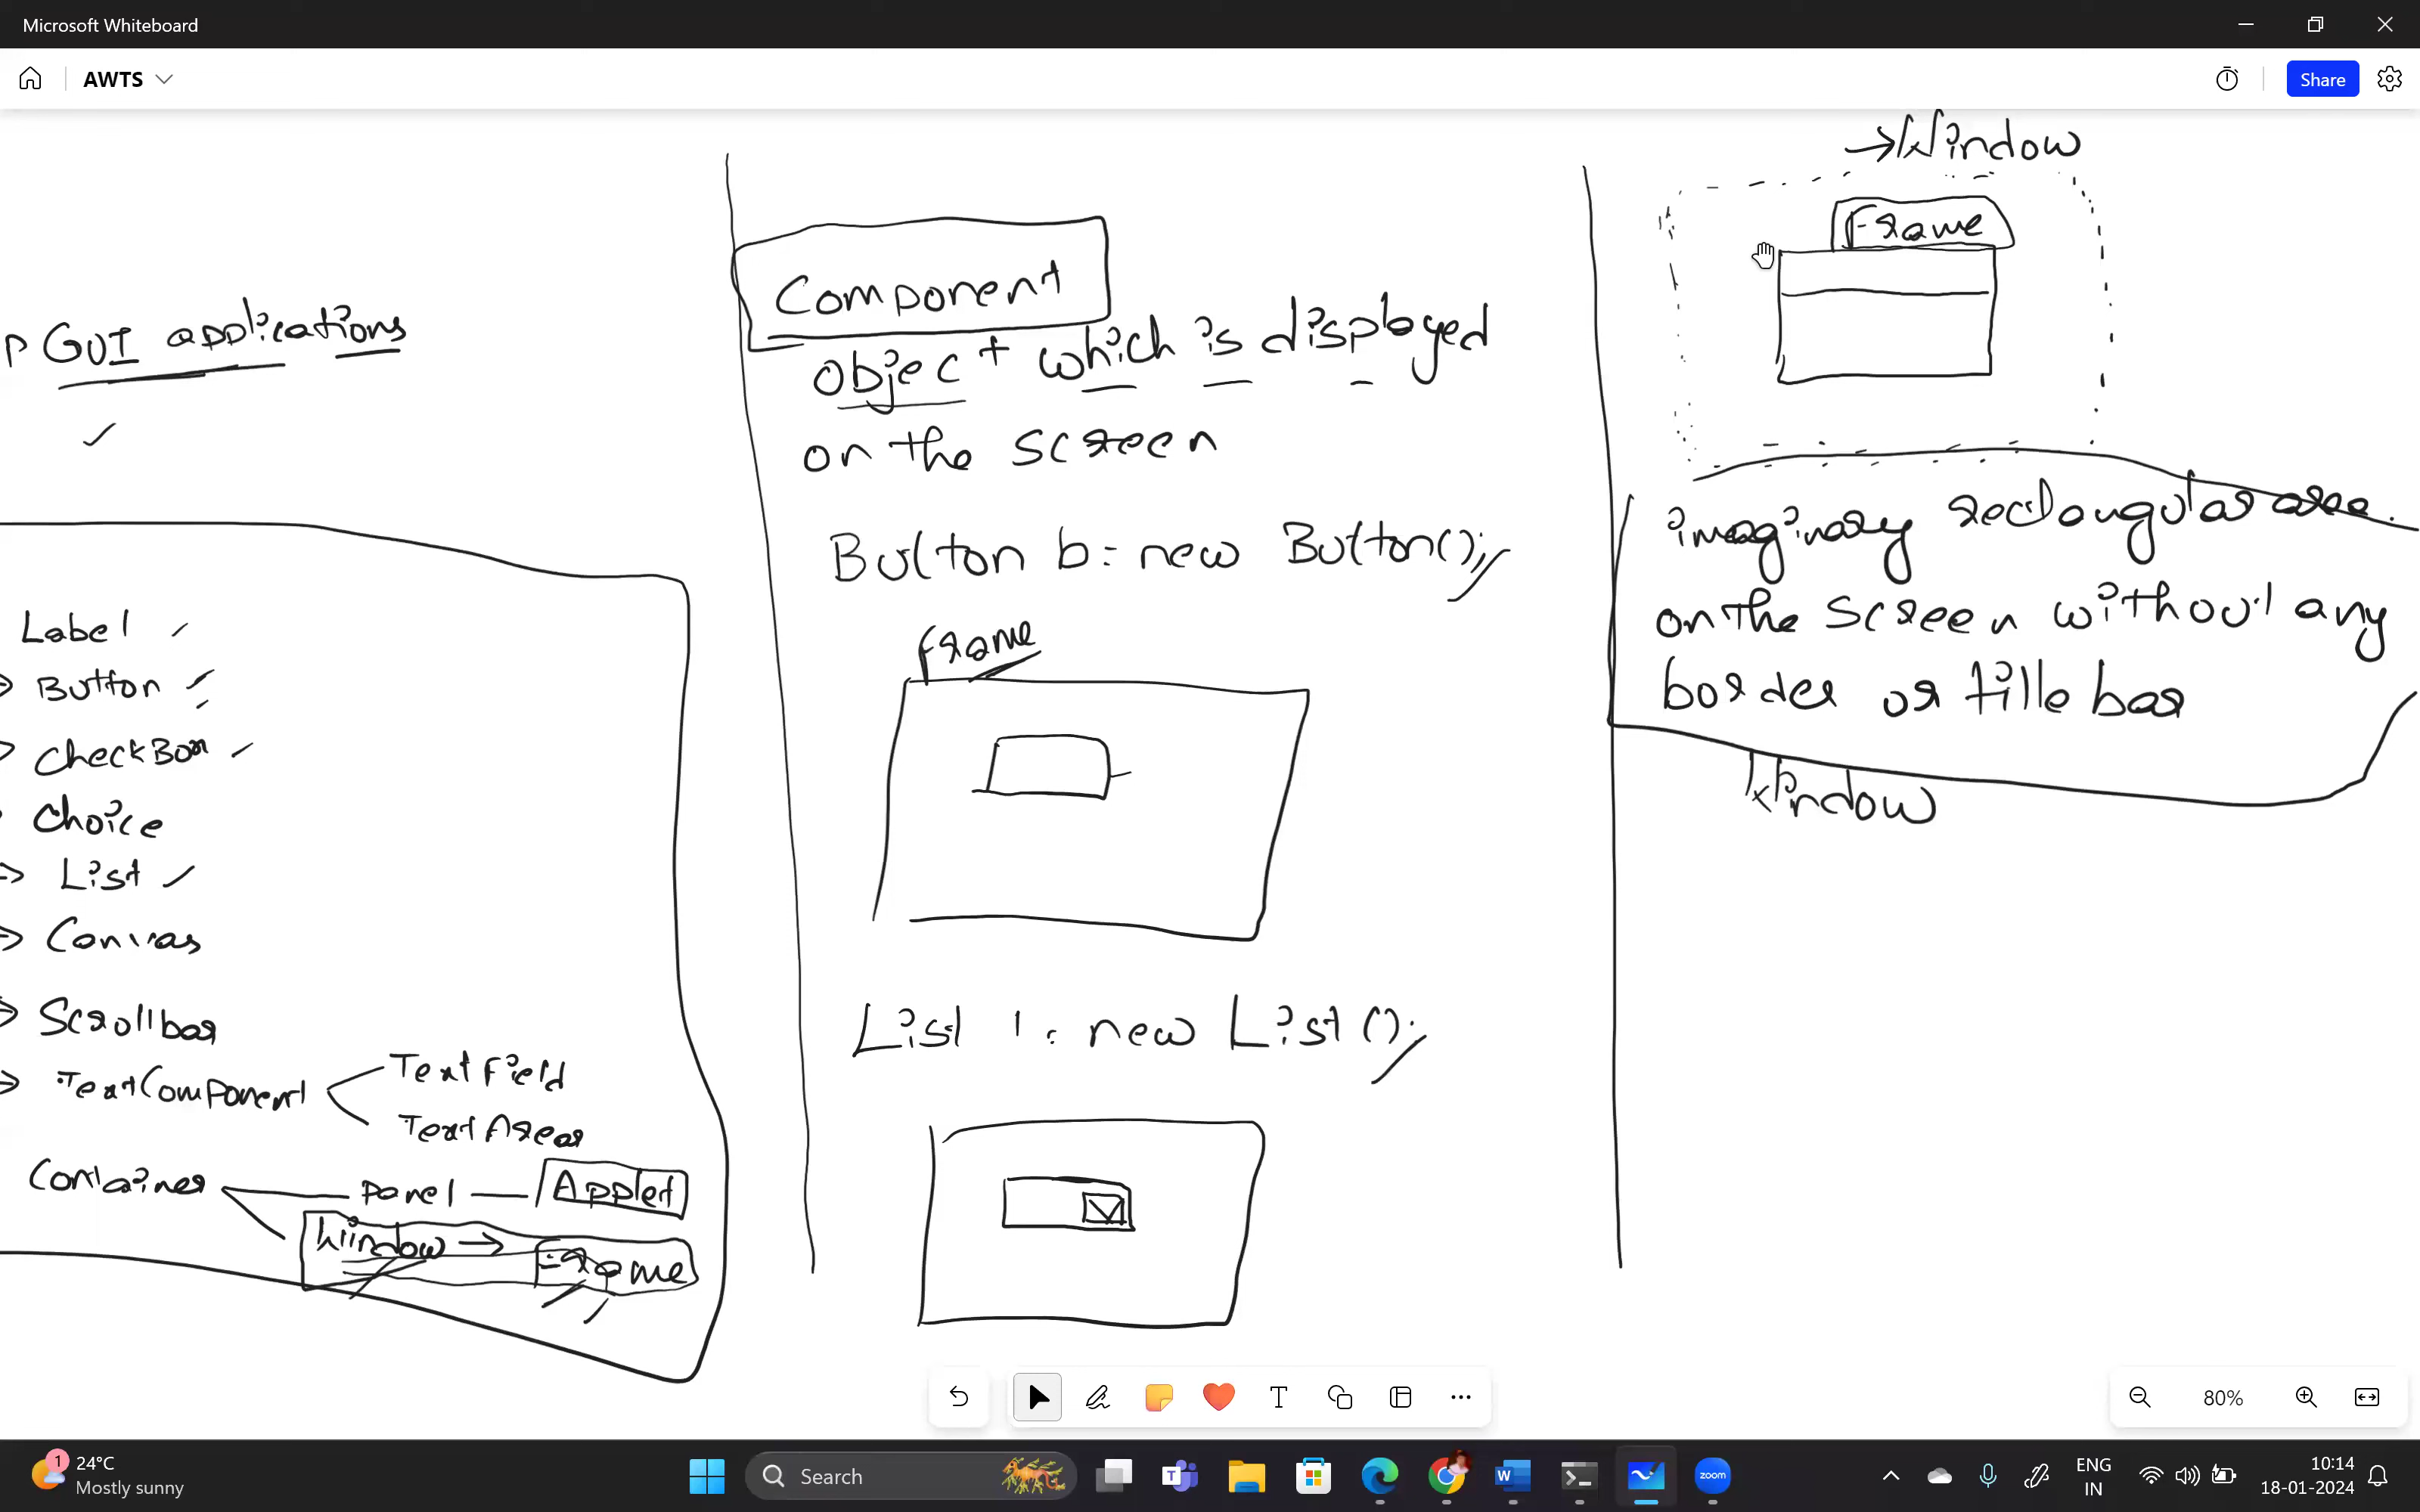 Microsoft Whiteboard
AWTS
Share
P GUI applications
Label
Button
CheckBox
Choice
List
Canvas
Scrollbar
TextComponent
TextField
TextArea
Container
Panel
Applet
Window
Frame
Component
object which is displayed
on the screen
Button b = new Button();
Frame
List l = new List();
Window
Frame
imaginary rectangular area.
on the screen without any
border or title bar
Window
80%
1
24°C
Mostly sunny
Search
T
W
zoom
ENG
IN
10:14
18-01-2024